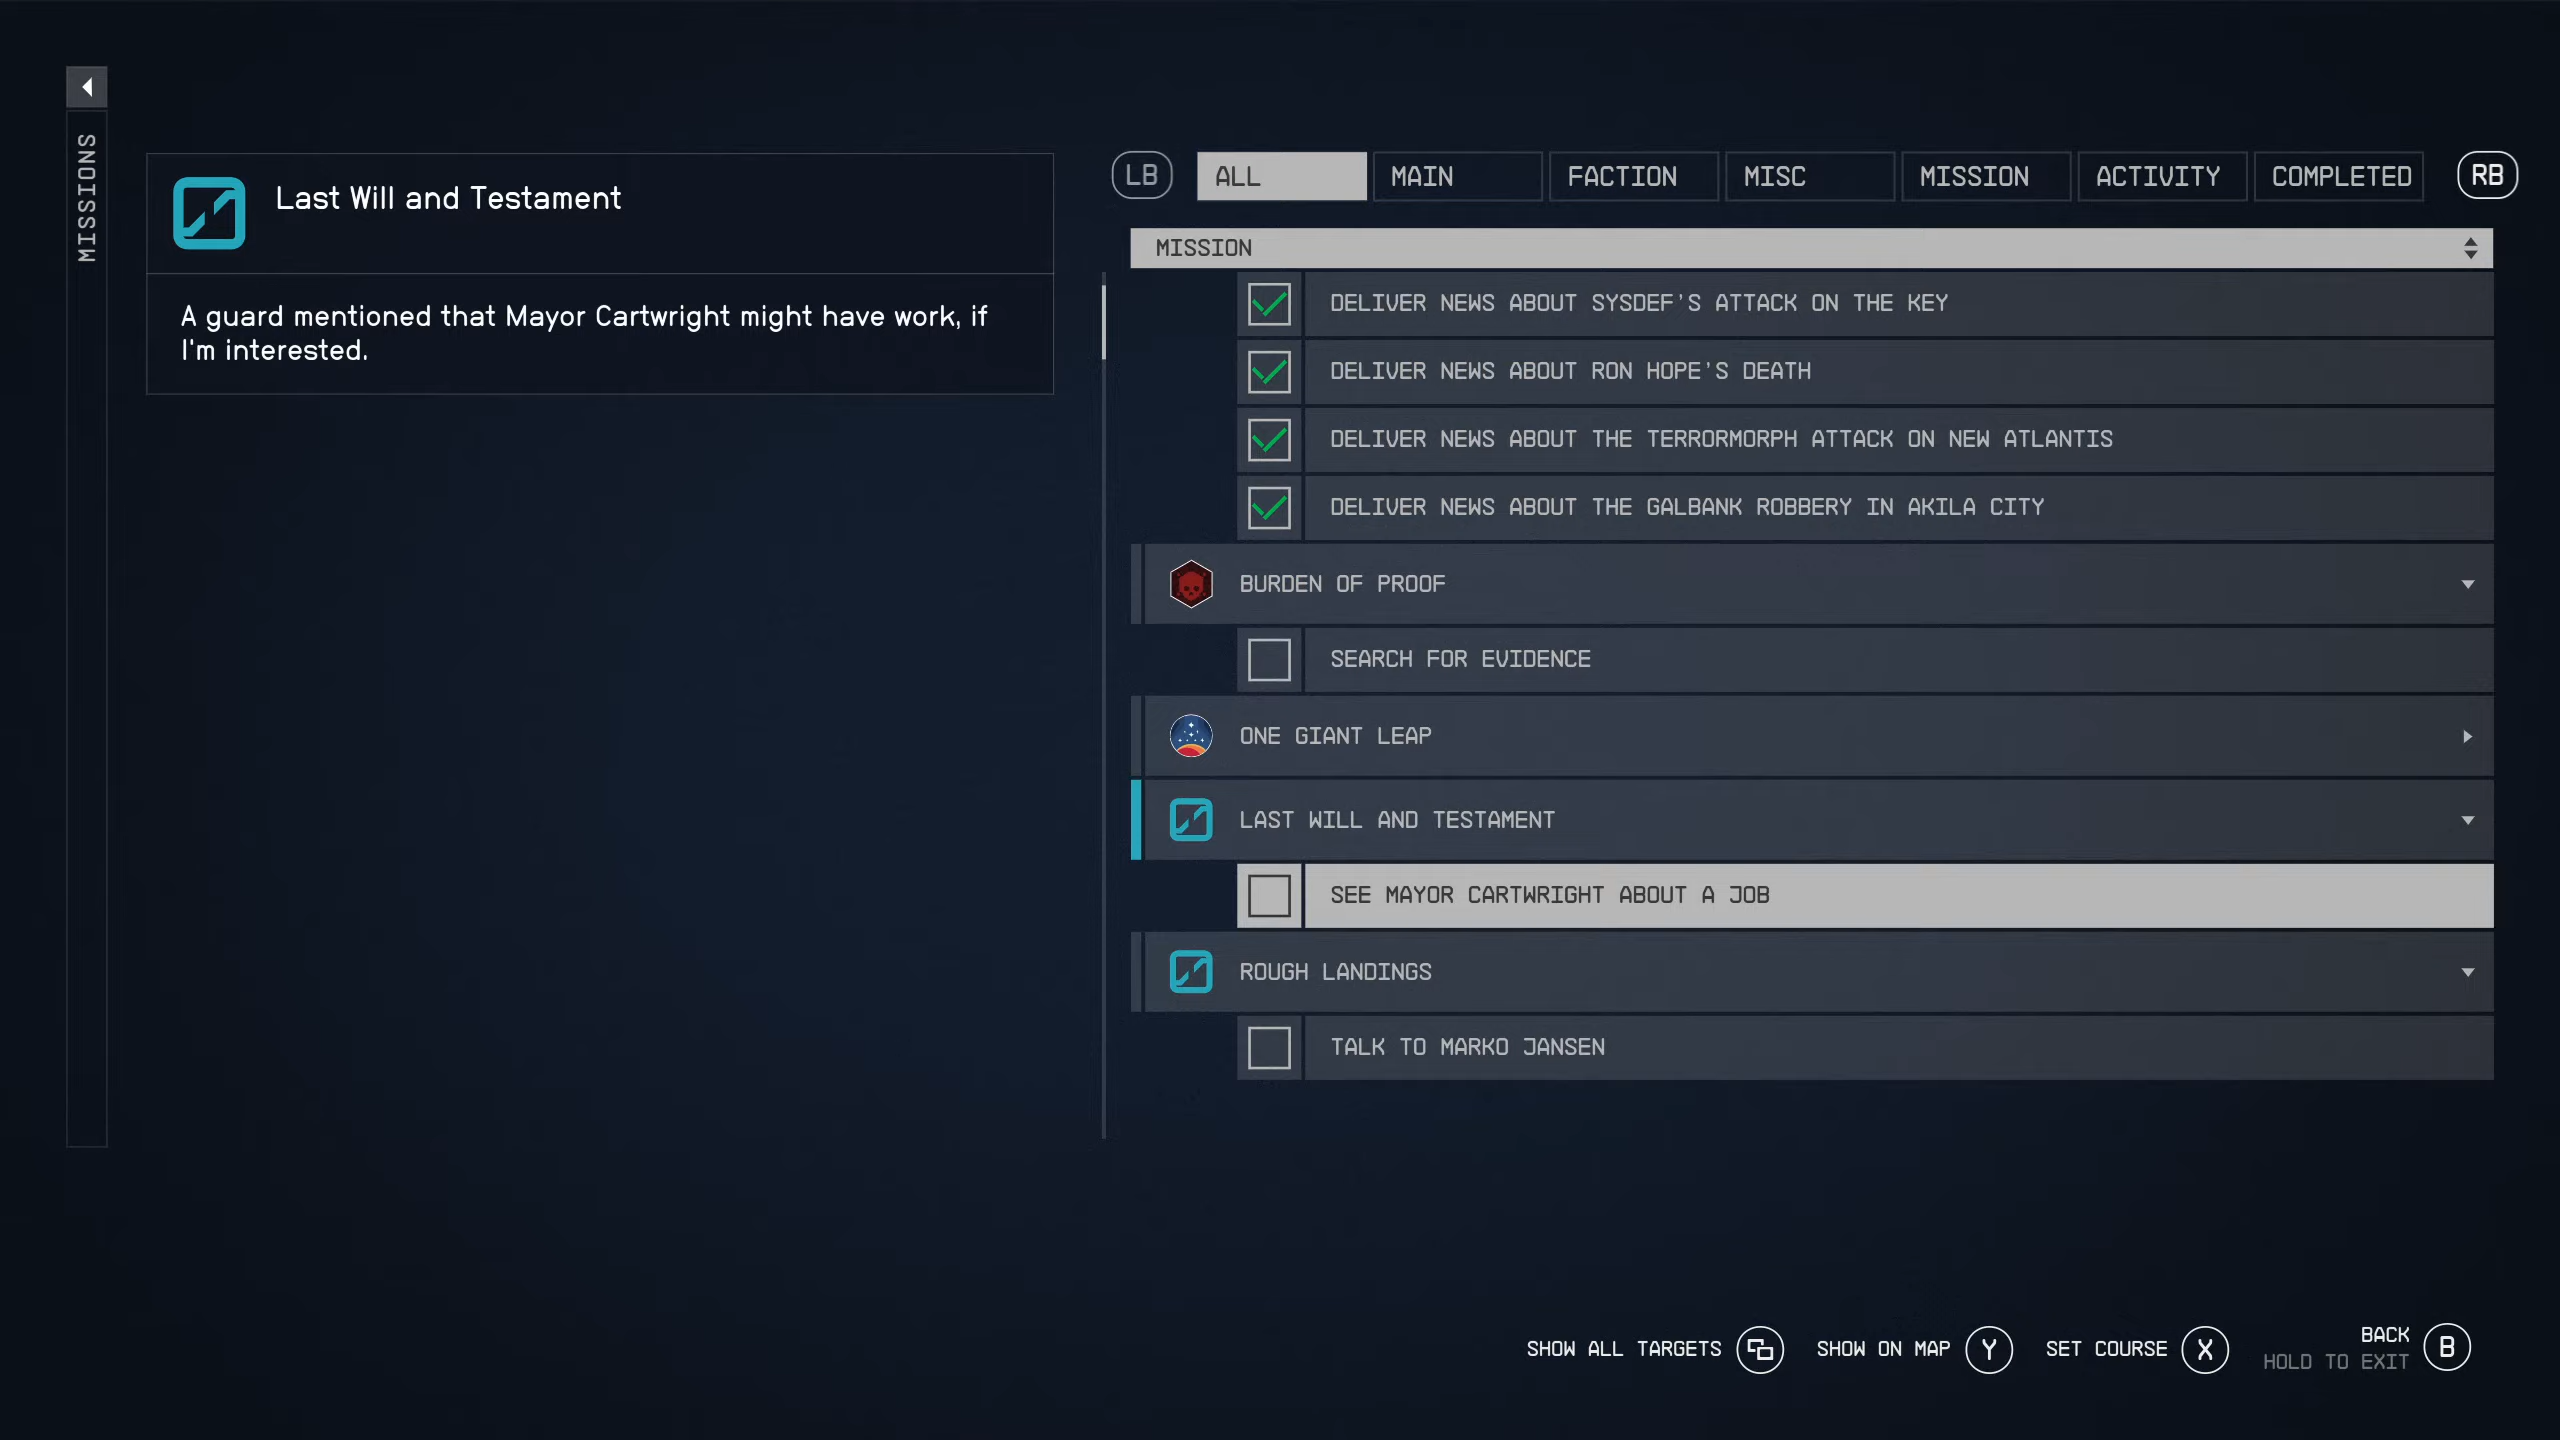 MISSIONS
Last Will and Testament
A guard mentioned that Mayor Cartwright might have work, if
I'm interested.
LB ALL MAIN FACTION MISC MISSION ACTIVITY COMPLETED RB
MISSION
DELIVER NEWS ABOUT SYSDEF'S ATTACK ON THE KEY
DELIVER NEWS ABOUT RON HOPE'S DEATH
DELIVER NEWS ABOUT THE TERRORMORPH ATTACK ON NEW ATLANTIS
DELIVER NEWS ABOUT THE GALBANK ROBBERY IN AKILA CITY
BURDEN OF PROOF
SEARCH FOR EVIDENCE
ONE GIANT LEAP
LAST WILL AND TESTAMENT
SEE MAYOR CARTWRIGHT ABOUT A JOB
ROUGH LANDINGS
TALK TO MARKO JANSEN
SHOW ALL TARGETS SHOW ON MAP Y SET COURSE X BACK B
HOLD TO EXIT